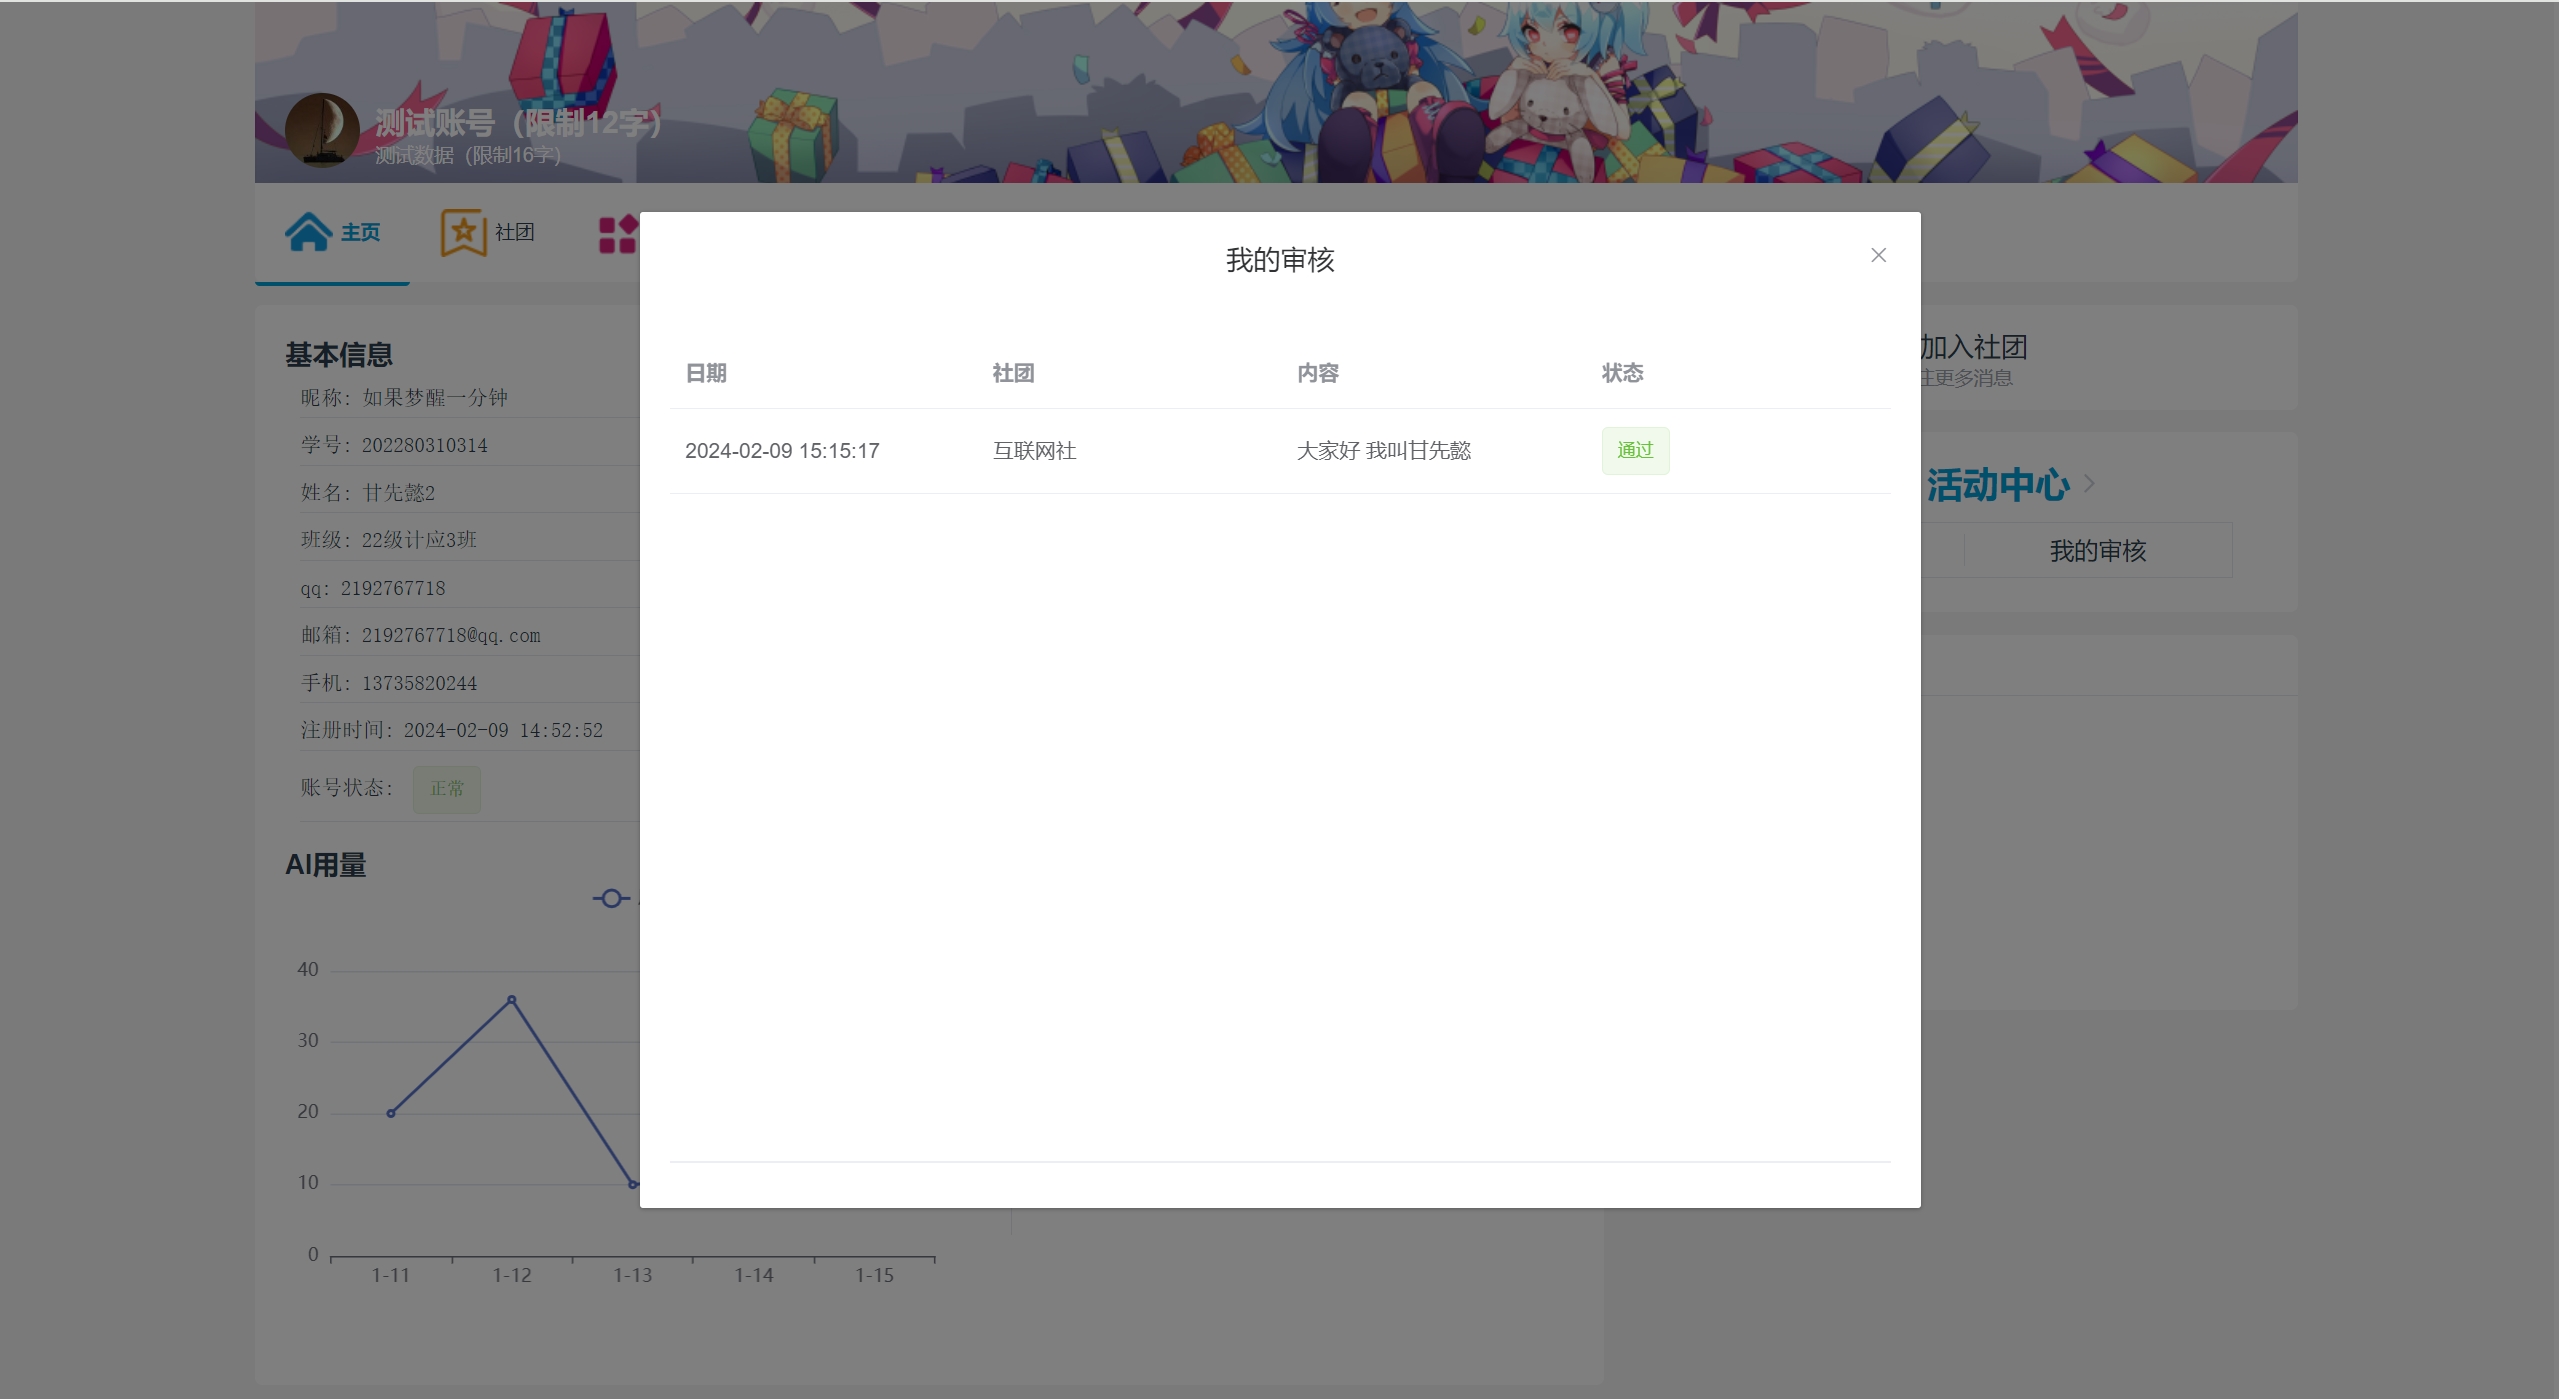 测试账号（限制12字）
测试数据（限制16字）
主页
社团
我的审核
日期 社团 内容 状态
2024-02-09 15:15:17 互联网社 大家好 我叫甘先懿 通过
基本信息
昵称：如果梦醒一分钟
学号：202280310314
姓名：甘先懿2
班级：22级计应3班
qq：2192767718
邮箱：2192767718@qq.com
手机：13735820244
注册时间：2024-02-09 14:52:52
账号状态： 正常
AI用量
40
30
20
10
0
1-11 1-12 1-13 1-14 1-15
加入社团
更多消息
活动中心
我的审核